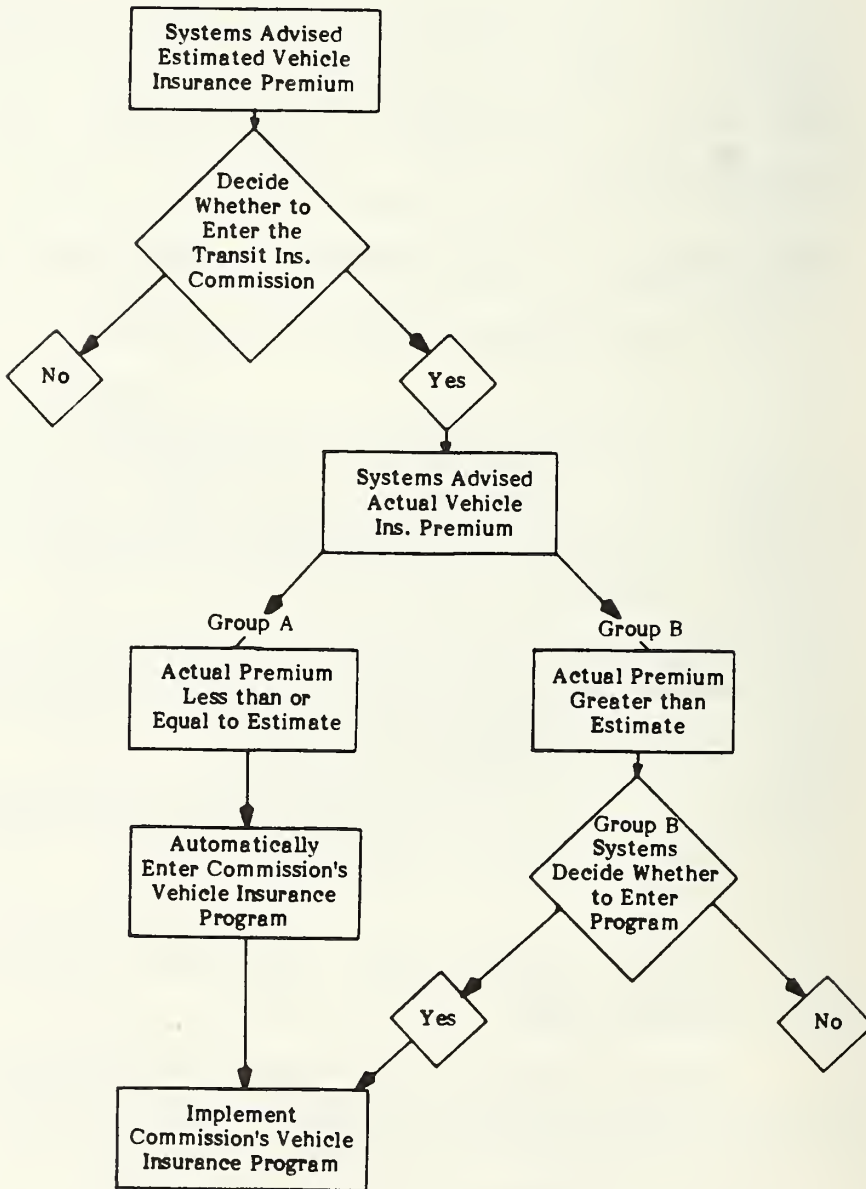 Systems Advised
Estimated Vehicle
Insurance Premium
Decide
Whether to
Enter the
Transit Ins.
Commission
No
Yes
Systems Advised
Actual Vehicle
Ins. Premium
Group A
Actual Premium
Less than or
Equal to Estimate
Group B
Actual Premium
Greater than
Estimate
Automatically
Enter Commission's
Vehicle Insurance
Program
Group B
Systems
Decide Whether
to Enter
Program
Yes
No
Implement
Commission's Vehicle
Insurance Program